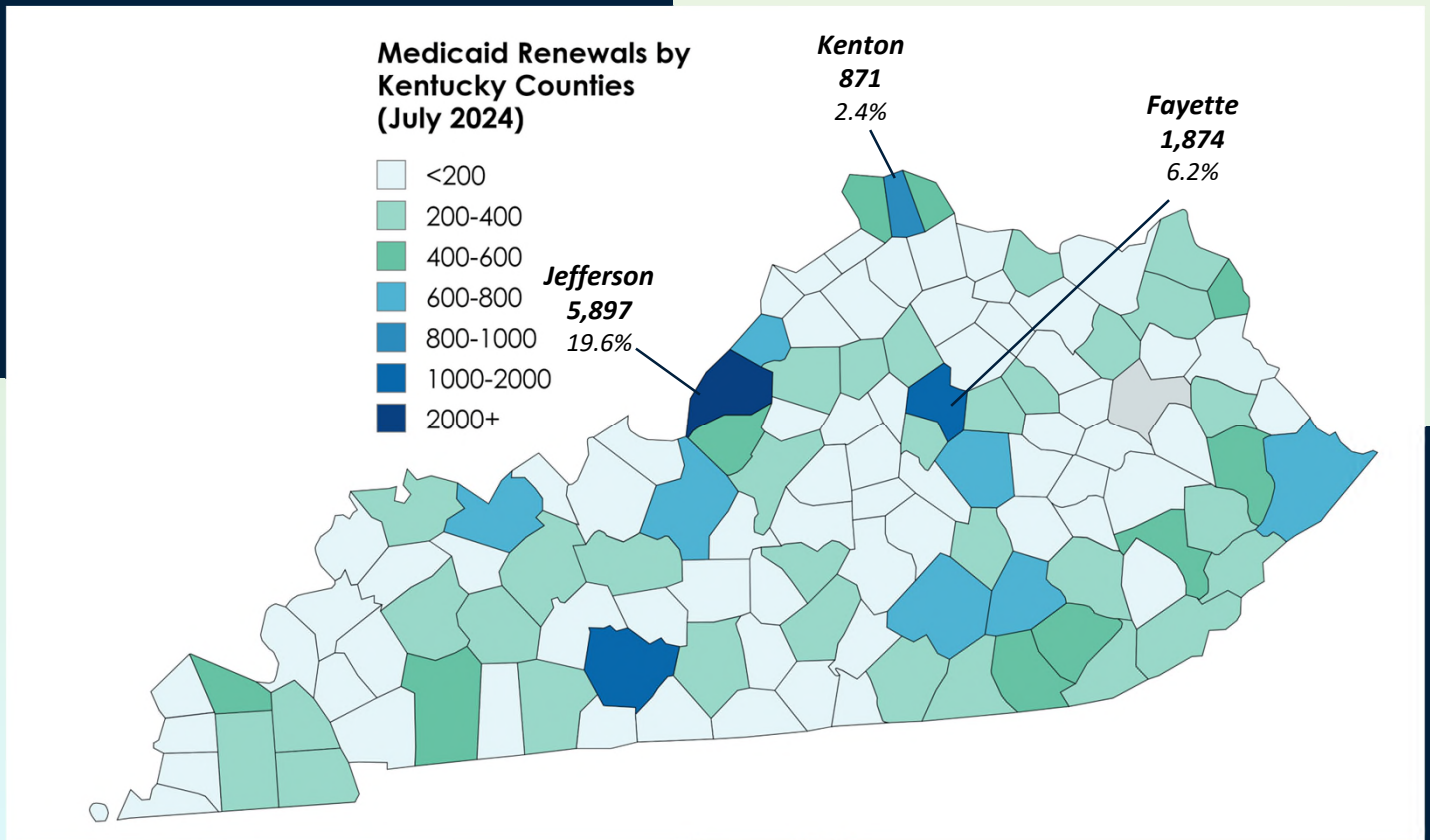 Medicaid Renewals by
Kentucky Counties
(July 2024)
<200
200-400
400-600
600-800
800-1000
1000-2000
2000+
Kenton
871
2.4%
Fayette
1,874
6.2%
Jefferson
5,897
19.6%